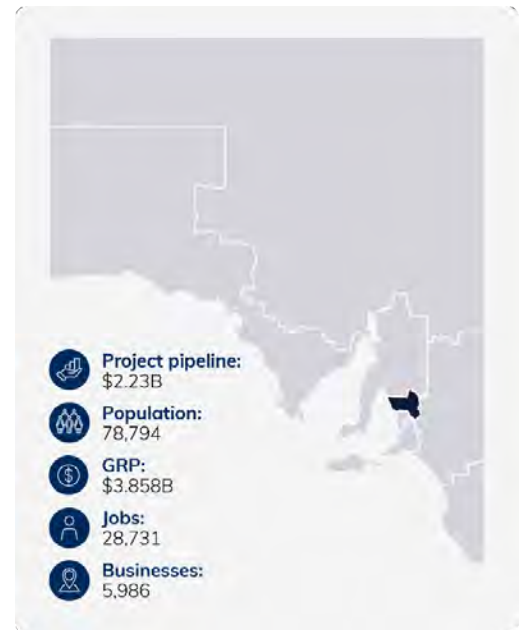 Project pipeline:
$2.23B
Population:
78,794
GRP:
$3.858B
Jobs:
28,731
Businesses:
5,986